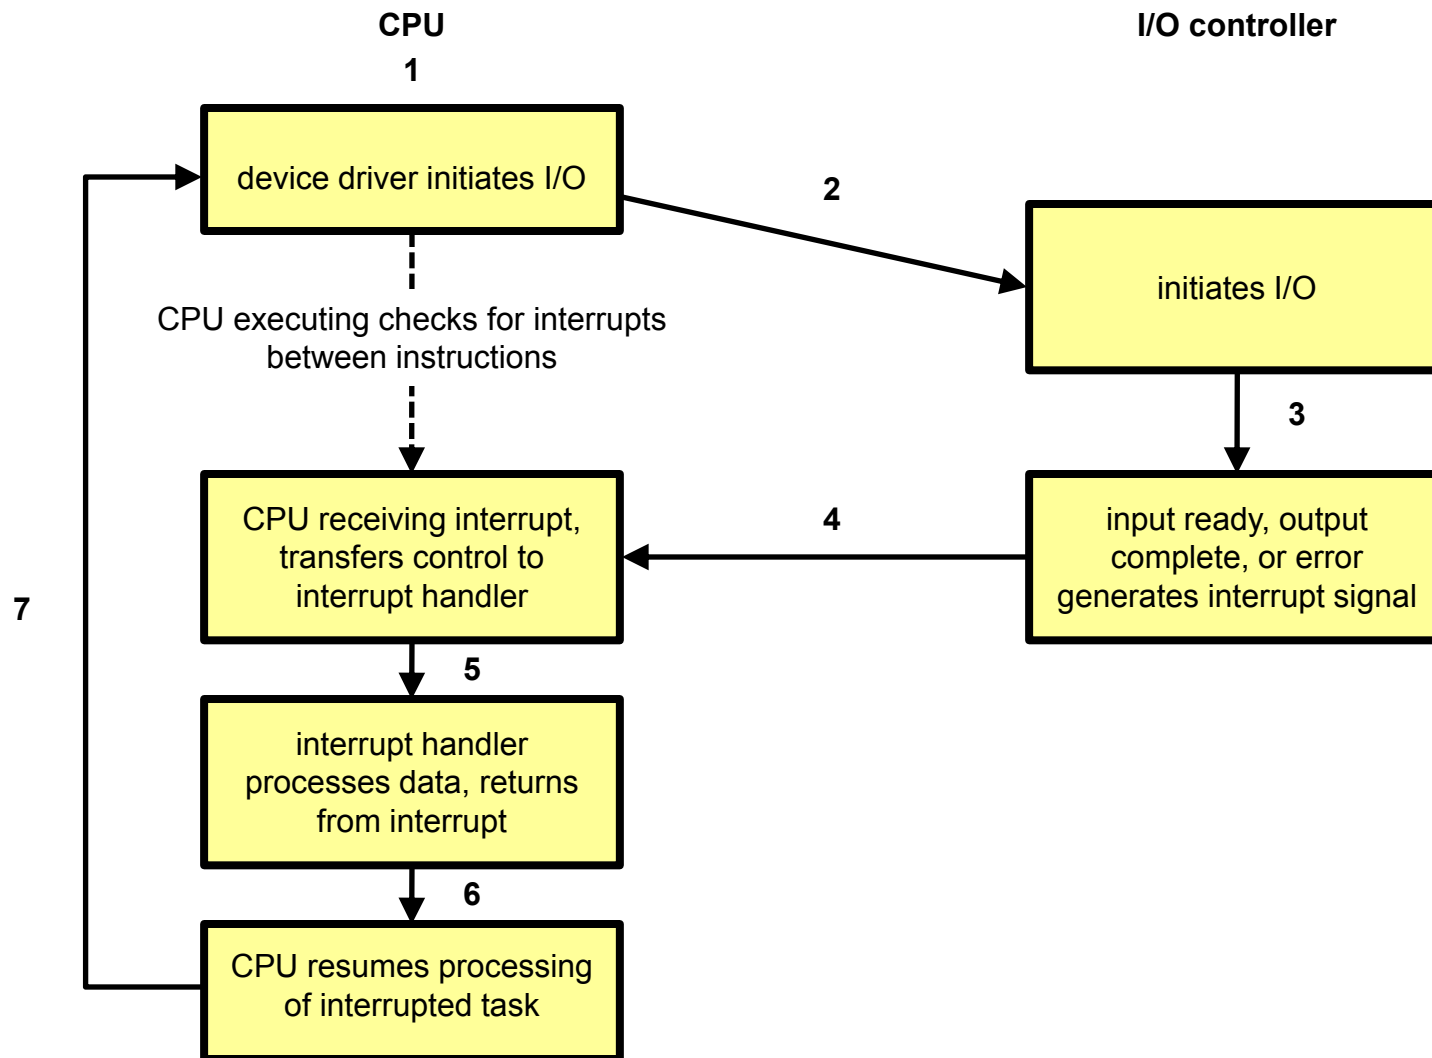 CPU
I/O controller
1
device driver initiates I/O
2
initiates I/O
CPU executing checks for interrupts
between instructions
3
CPU receiving interrupt,
transfers control to
interrupt handler
4
input ready, output
complete, or error
generates interrupt signal
7
5
interrupt handler
processes data, returns
from interrupt
6
CPU resumes processing
of interrupted task